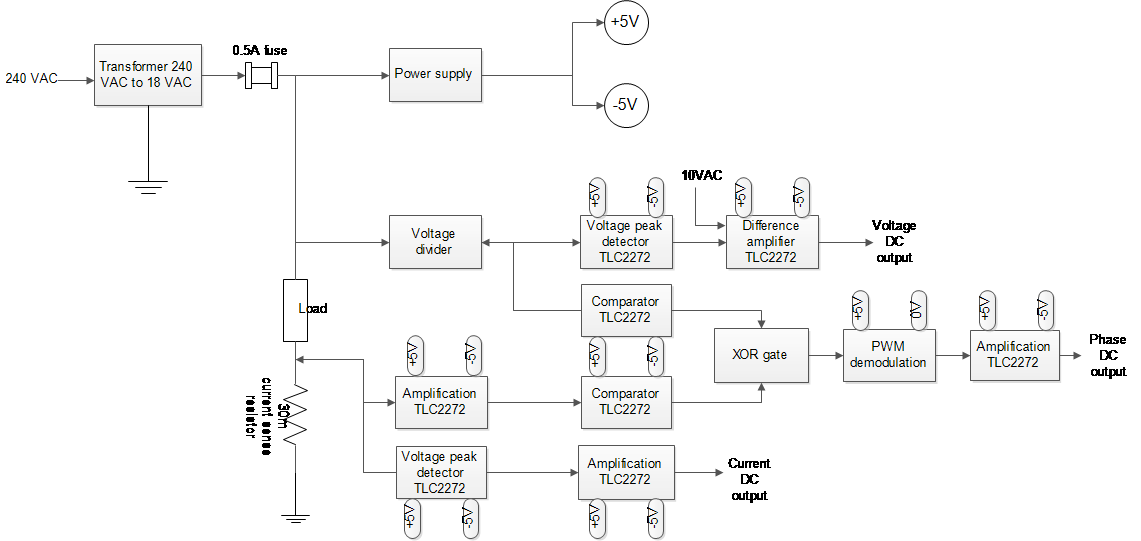 +5V
0.5A fuse
Transformer 240
VAC to 18 VAC
240 VAC
Power supply
-5V
10VAC
+5V
-5V
+5V
-5V
Voltage
divider
Voltage peak
detector
TLC2272
Difference
amplifier
TLC2272
Voltage
DC
output
Load
Comparator
TLC2272
+5V
0V
+5V
-5V
XOR gate
PWM
demodulation
Amplification
TLC2272
Phase
DC
output
+5V
-5V
+5V
-5V
30m
current sense
resistor
Amplification
TLC2272
Comparator
TLC2272
Voltage peak
detector
TLC2272
Amplification
TLC2272
Current
DC
output
+5V
-5V
+5V
-5V